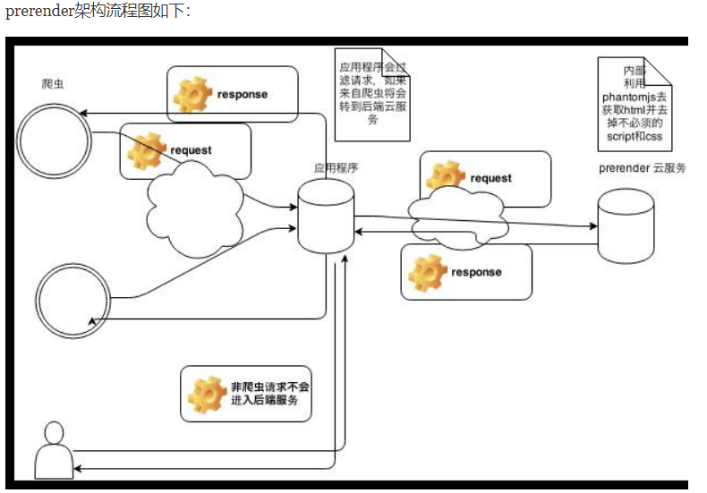 prerender架构流程图如下：
爬虫
response
应用程序会过
滤请求，如果
来自爬虫将会
转到后端云服
务
内部
利用
phantomjs去
获取html并去
掉不必须的
script和css
request
应用程序
request
prerender 云服务
response
非爬虫请求不会
进入后端服务